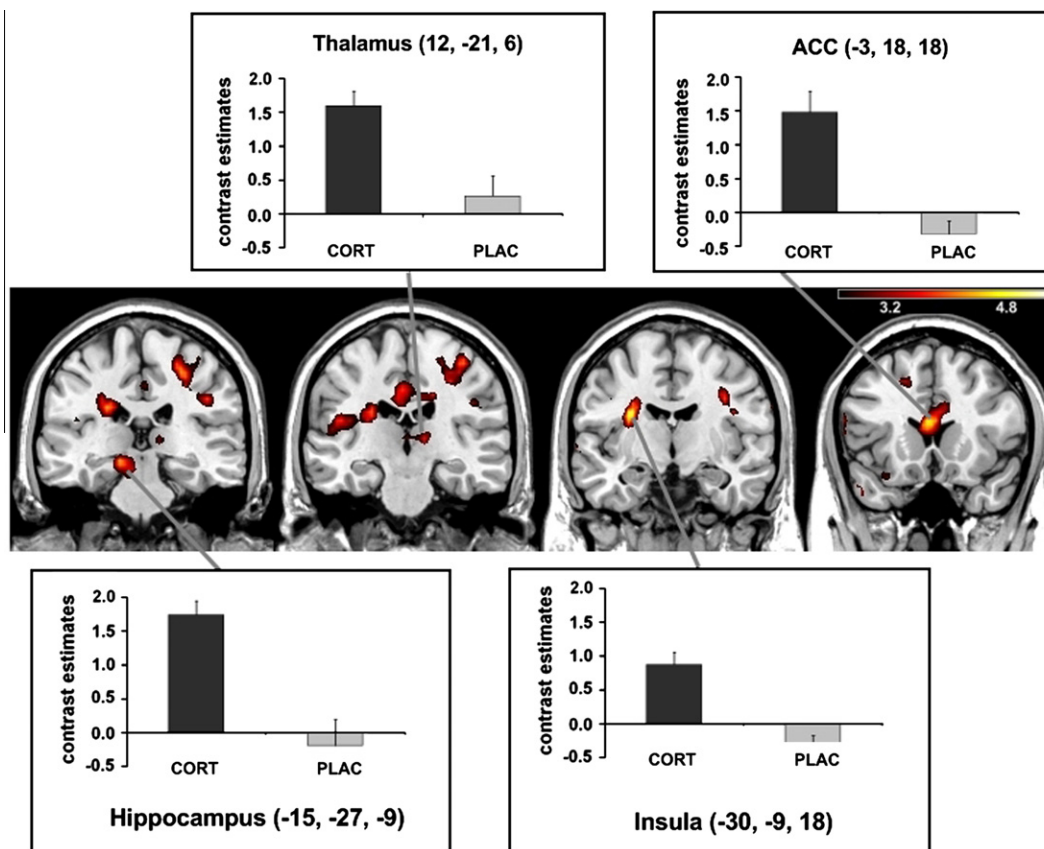 Thalamus (12, -21, 6)
contrast estimates
2.0
1.5
1.0
0.5
0.0
-0.5
CORT PLAC
ACC (-3, 18, 18)
contrast estimates
2.0
1.5
1.0
0.5
0.0
-0.5
CORT PLAC
3.2 4.8
contrast estimates
2.0
1.5
1.0
0.5
0.0
-0.5
CORT PLAC
Hippocampus (-15, -27, -9)
contrast estimates
2.0
1.5
1.0
0.5
0.0
-0.5
CORT PLAC
Insula (-30, -9, 18)